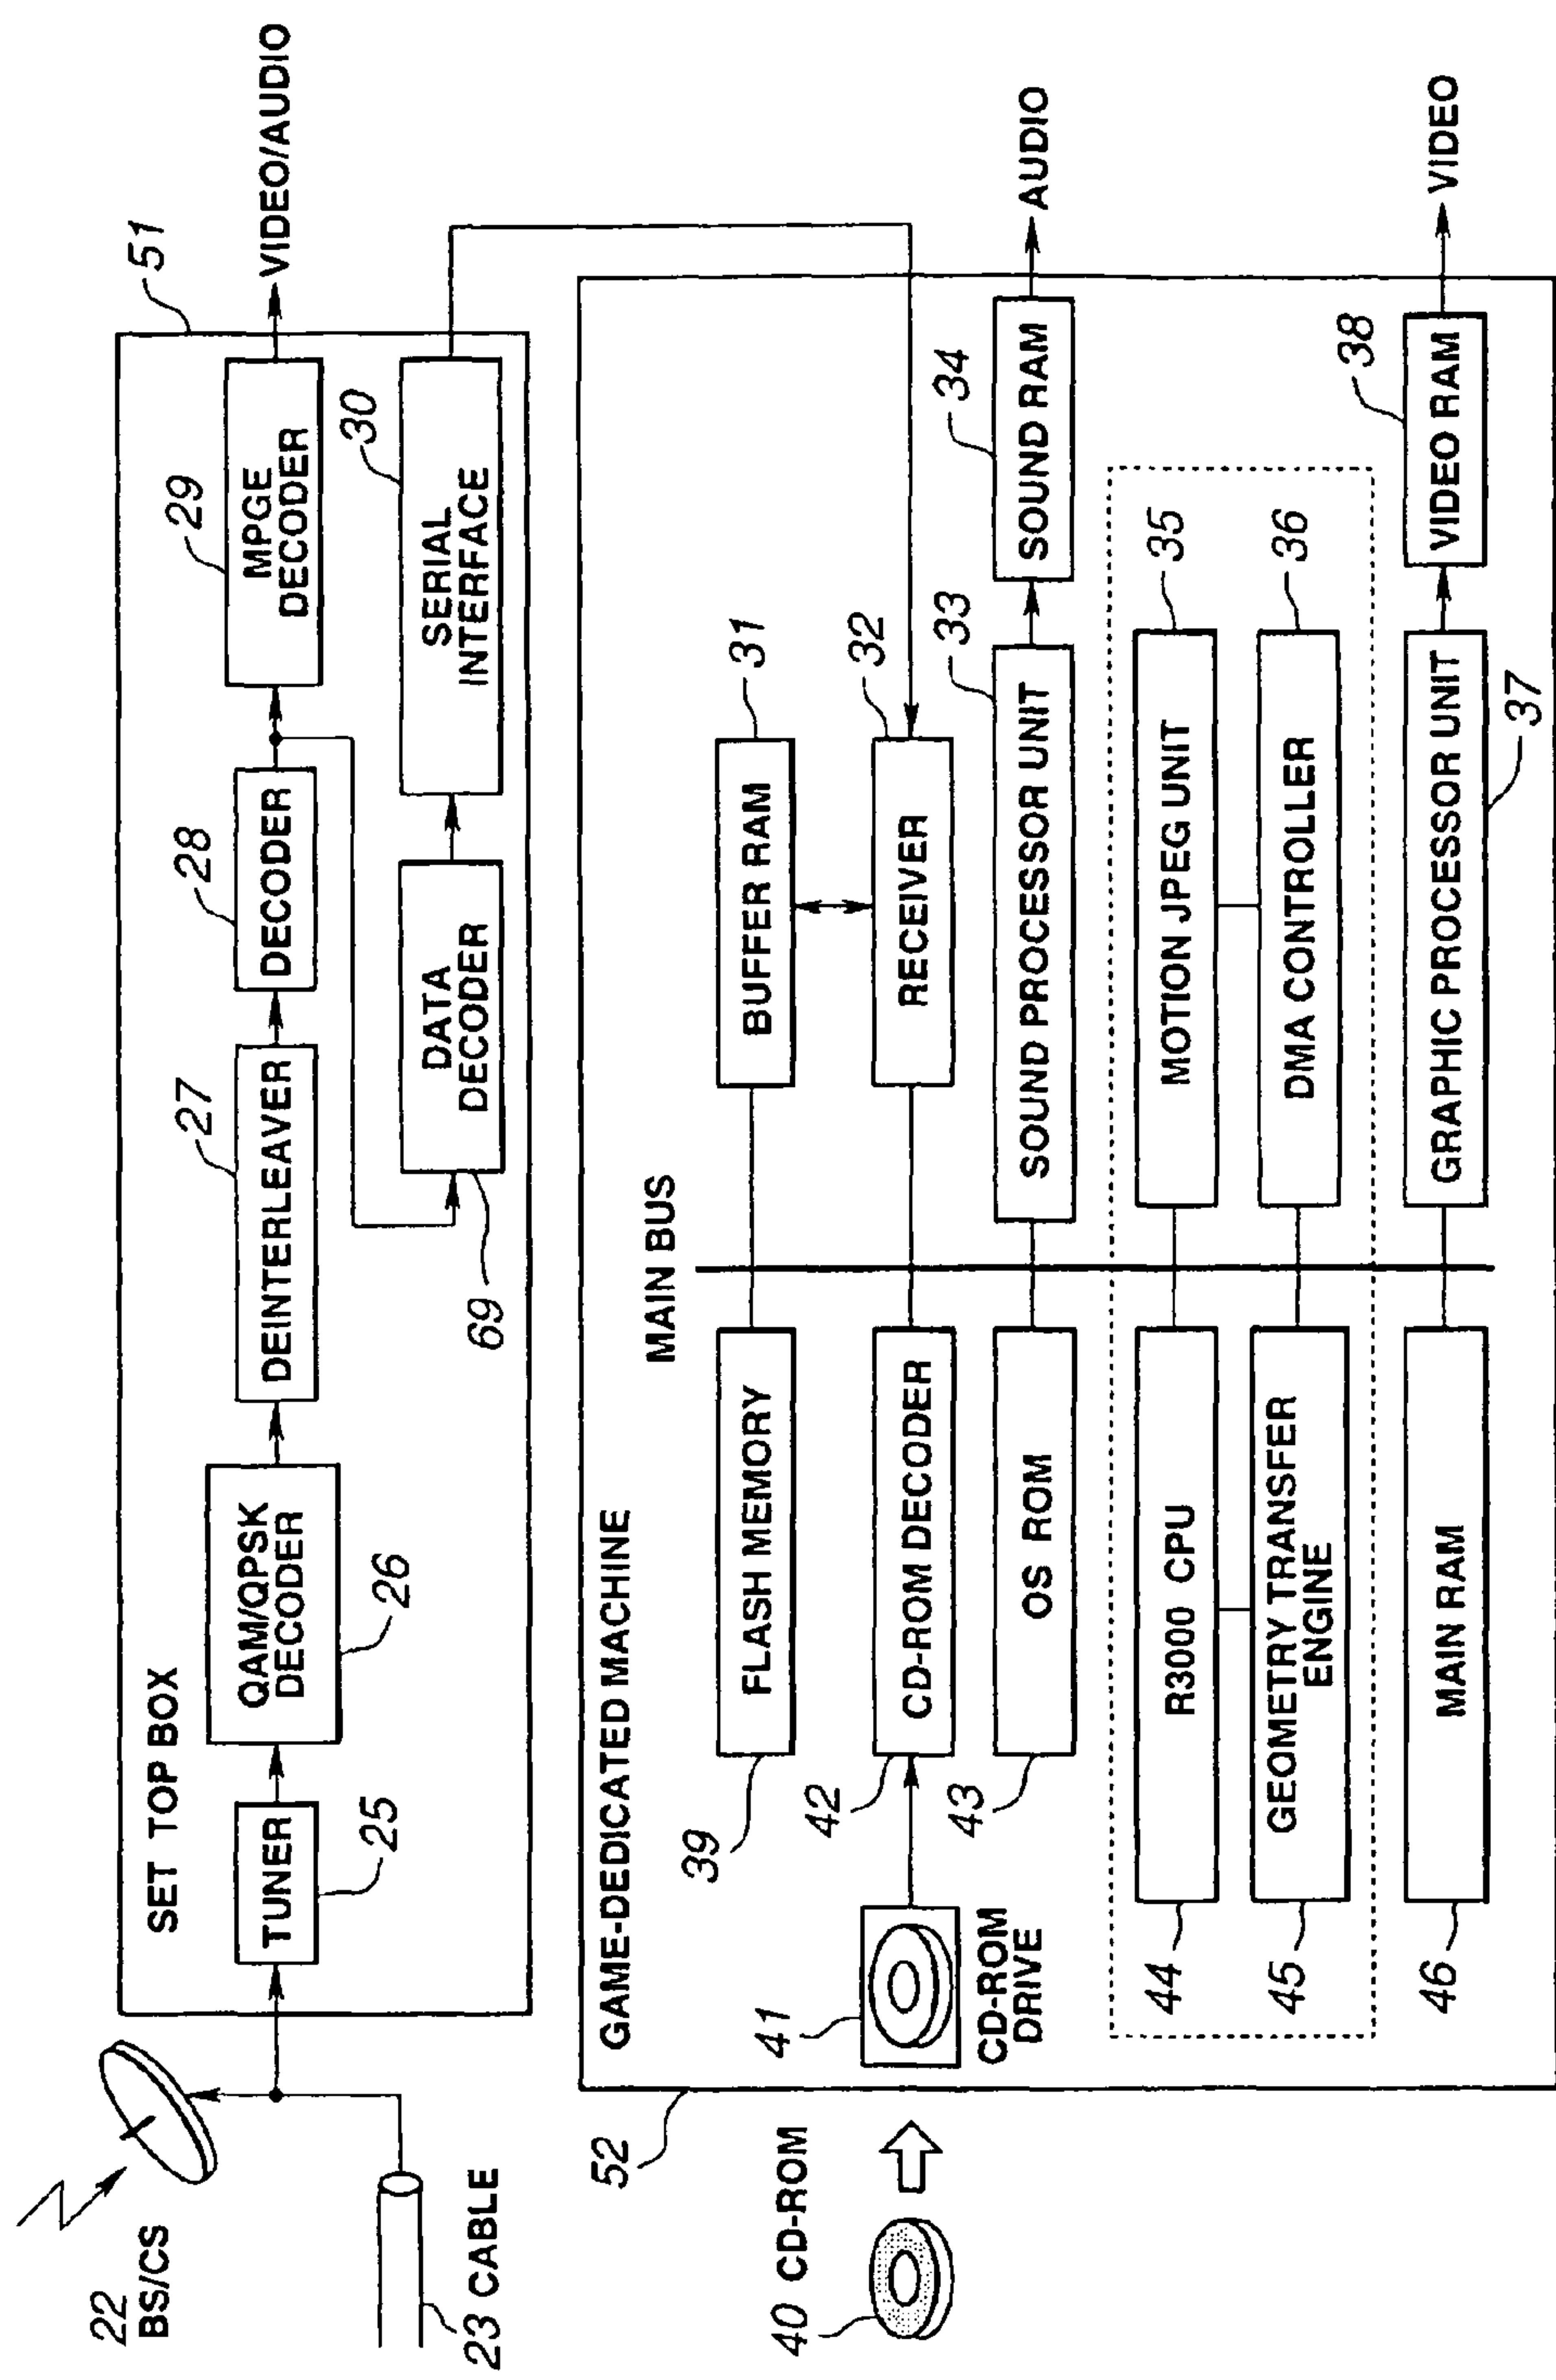 22
BS/CS
23 CABLE
SET TOP BOX
51
TUNER
25
QAM/QPSK
DECODER
26
DEINTERLEAVER
27
DECODER
28
MPGE
DECODER
29
VIDEO/AUDIO
DATA
DECODER
69
SERIAL
INTERFACE
30
40 CD-ROM
52
GAME-DEDICATED MACHINE
MAIN BUS
FLASH MEMORY
39
BUFFER RAM
31
41
CD-ROM
DRIVE
CD-ROM DECODER
42
RECEIVER
32
OS ROM
43
SOUND PROCESSOR UNIT
33
SOUND RAM
34
AUDIO
R3000 CPU
44
MOTION JPEG UNIT
35
GEOMETRY TRANSFER
ENGINE
45
DMA CONTROLLER
36
MAIN RAM
46
GRAPHIC PROCESSOR UNIT
37
VIDEO RAM
38
VIDEO